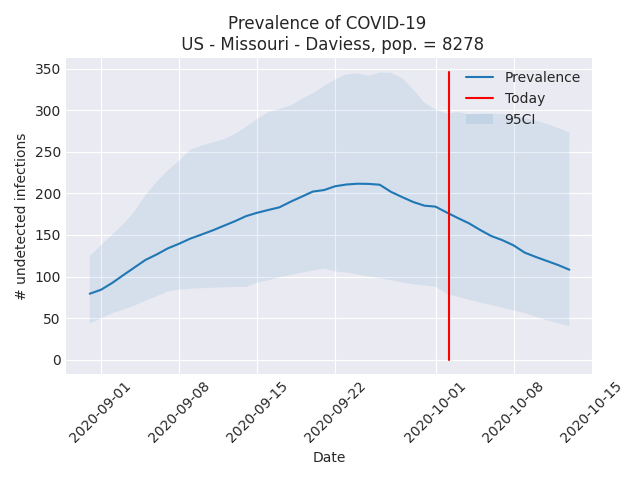 Prevalence of COVID-19
US - Missouri - Daviess, pop. = 8278
Prevalence
Today
95CI
# undetected infections
350
300
250
200
150
100
50
0
2020-09-01
2020-09-08
2020-09-15
2020-09-22
2020-10-01
2020-10-08
2020-10-15
Date